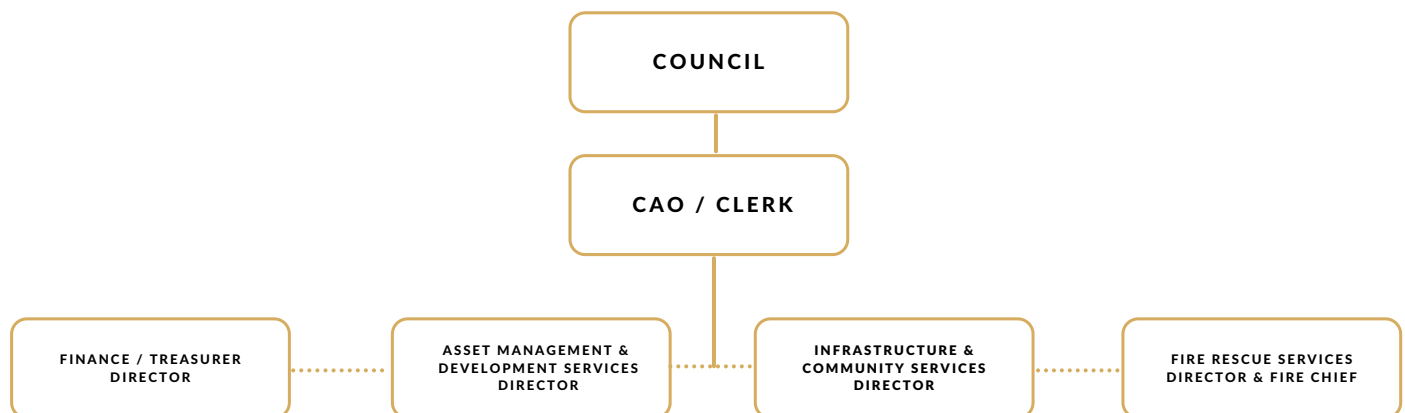 COUNCIL
CAO / CLERK
FINANCE / TREASURER
DIRECTOR
ASSET MANAGEMENT &
DEVELOPMENT SERVICES
DIRECTOR
INFRASTRUCTURE &
COMMUNITY SERVICES
DIRECTOR
FIRE RESCUE SERVICES
DIRECTOR & FIRE CHIEF